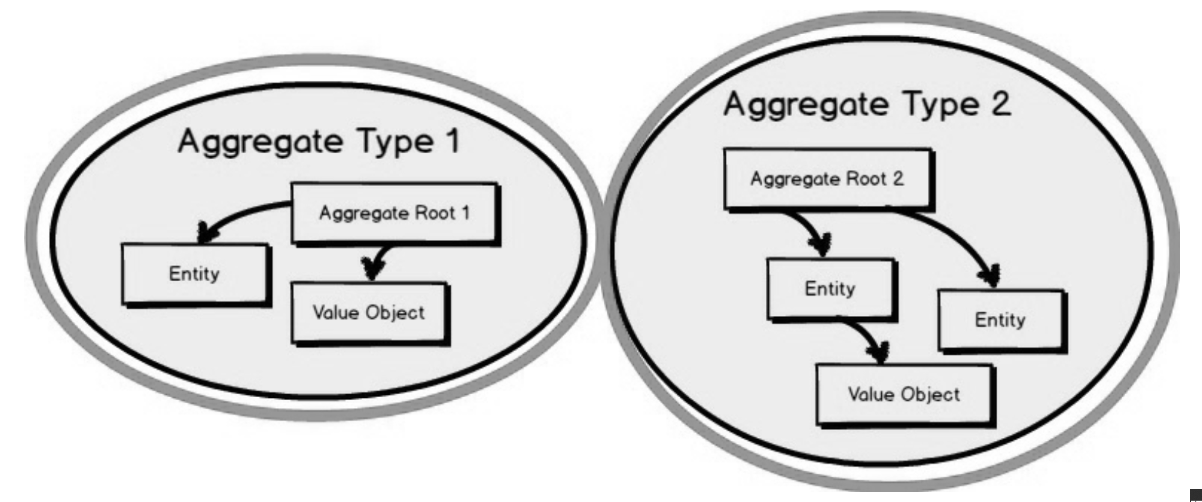 Aggregate Type 1
Aggregate Root 1
Entity
Value Object
Aggregate Type 2
Aggregate Root 2
Entity
Entity
Value Object